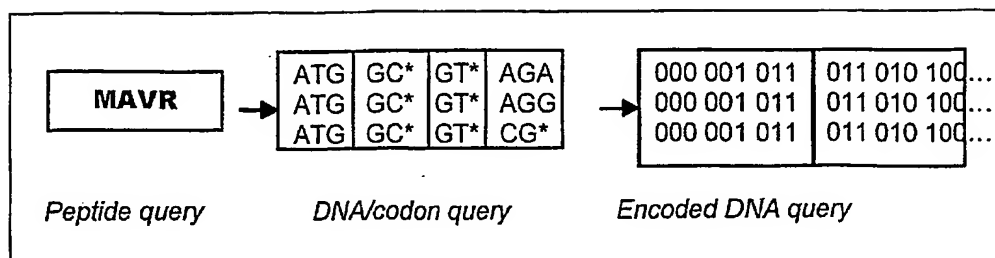 MAVR
ATG GC* GT* AGA
ATG GC* GT* AGG
ATG GC* GT* CG*
000 001 011 011 010 100...
000 001 011 011 010 100...
000 001 011 011 010 100...
Peptide query DNA/codon query Encoded DNA query